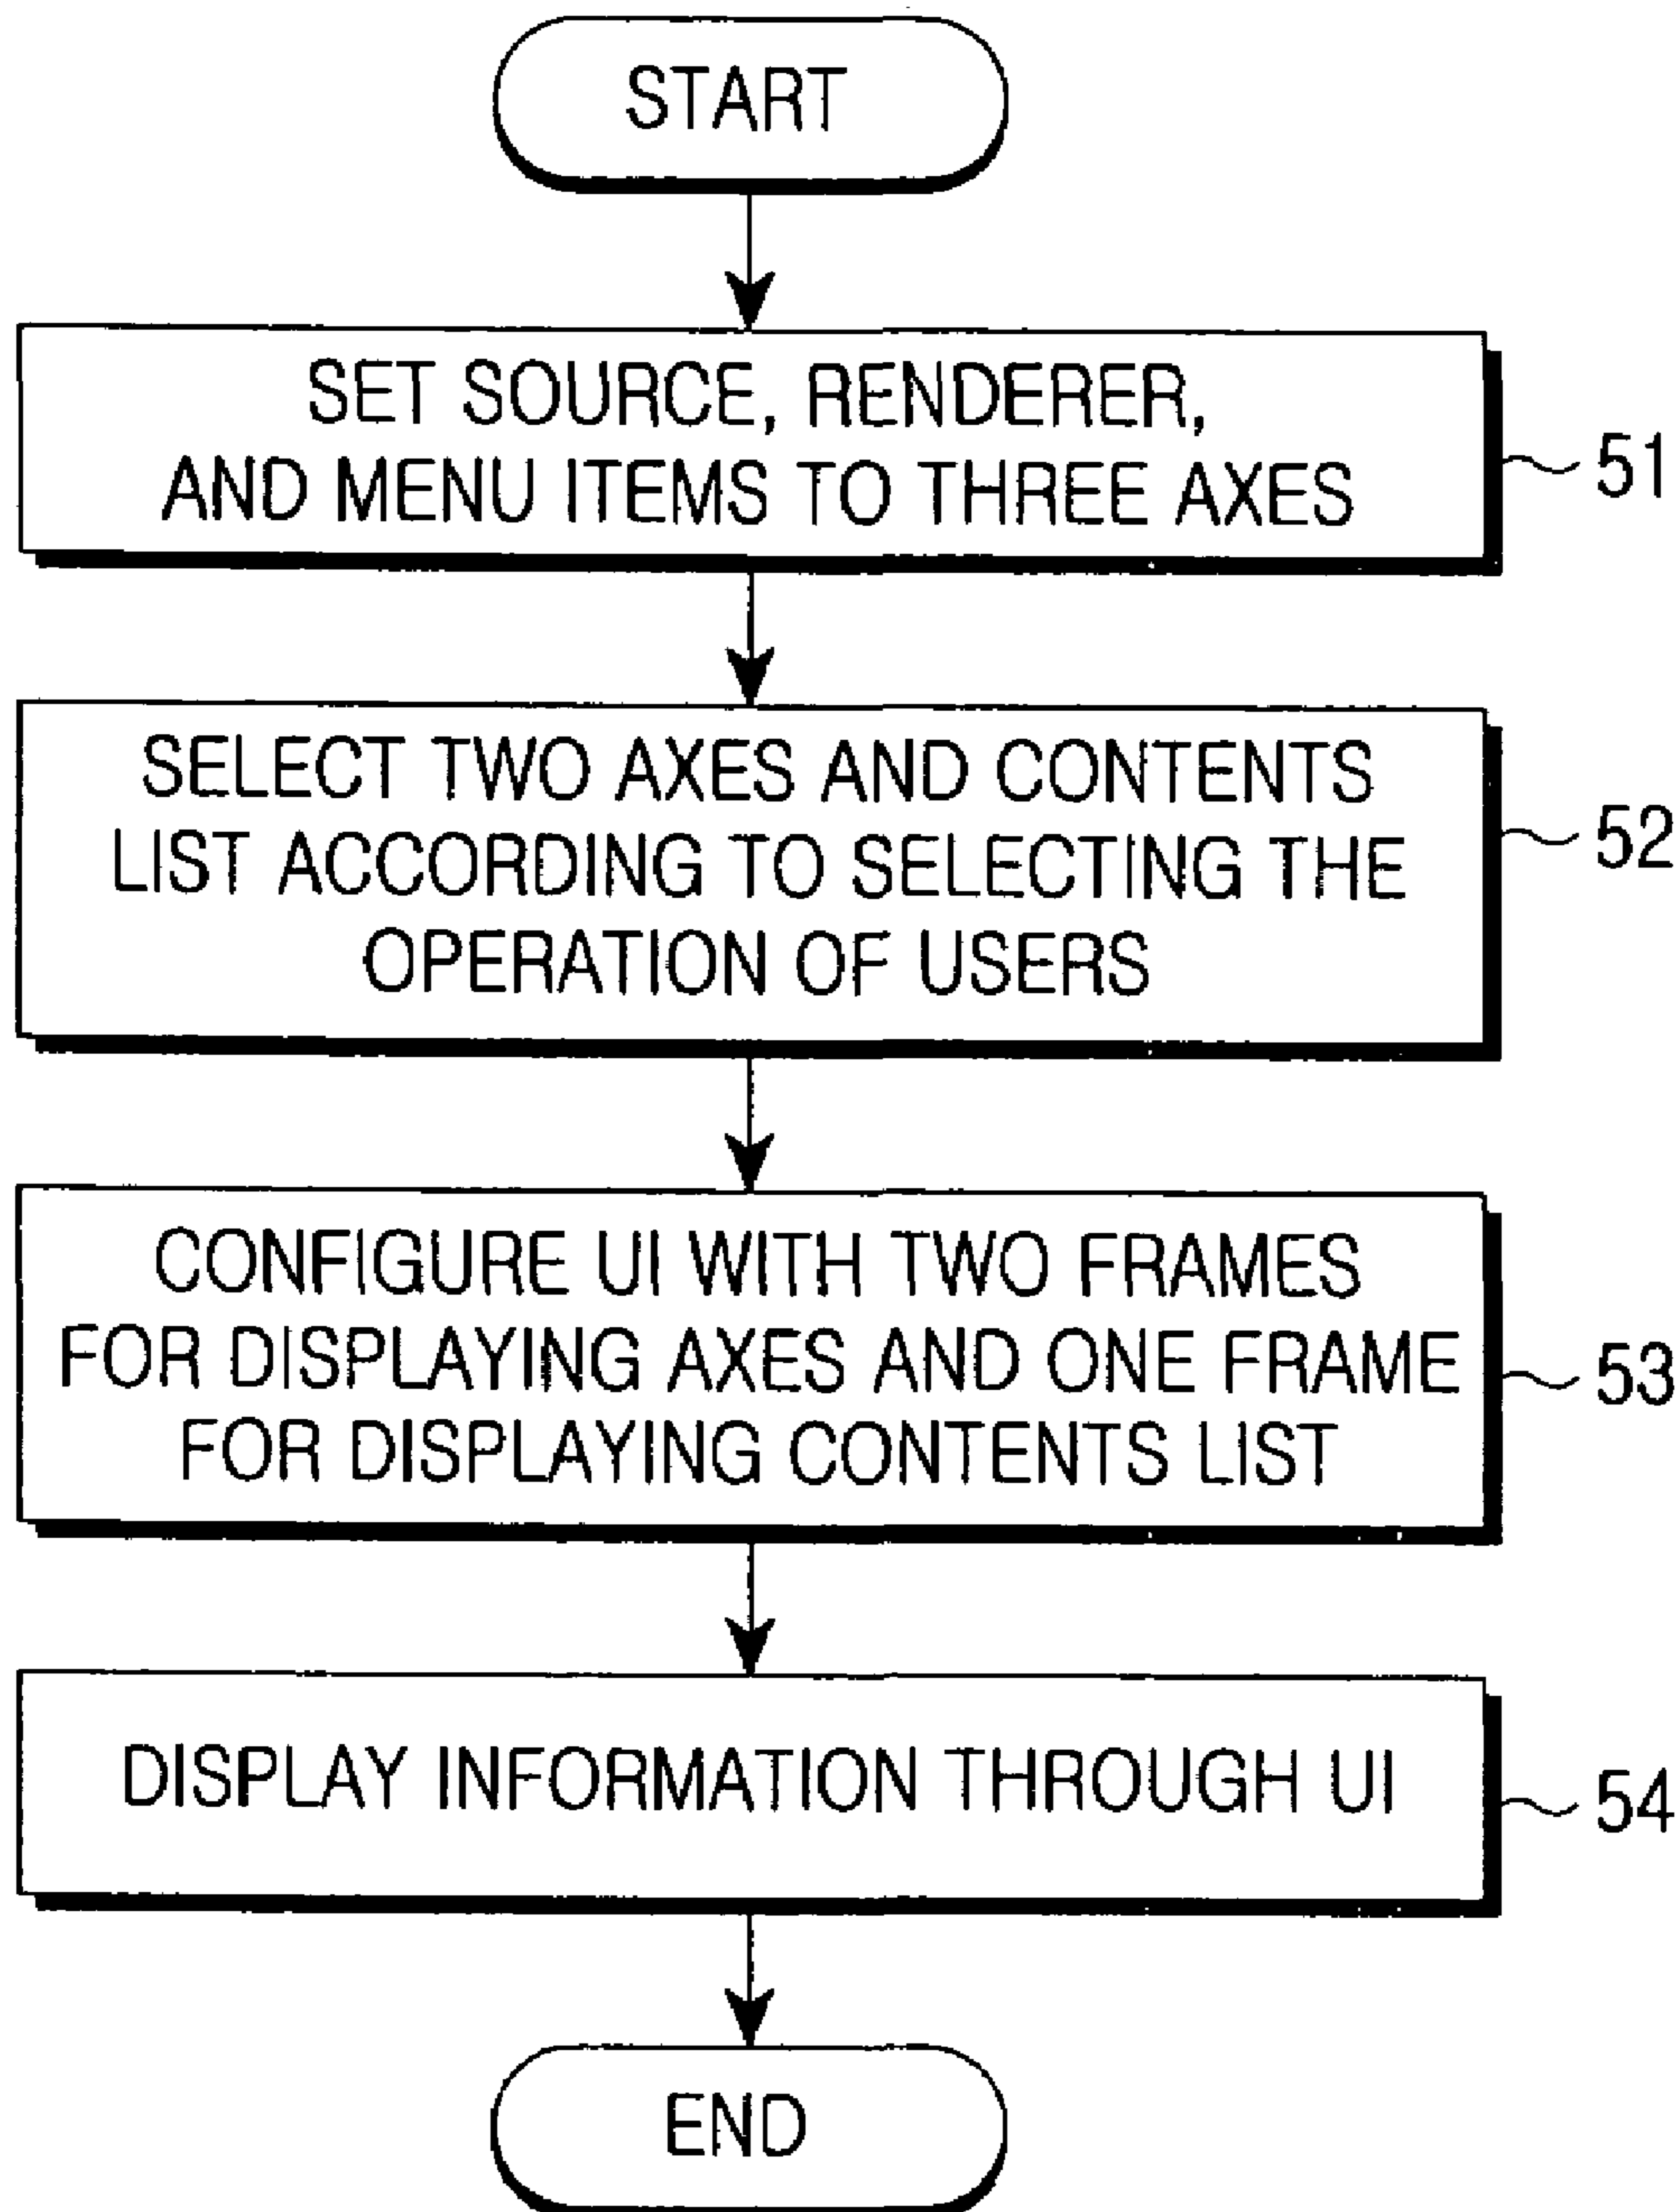 START
SET SOURCE, RENDERER,
AND MENU ITEMS TO THREE AXES
51
SELECT TWO AXES AND CONTENTS
LIST ACCORDING TO SELECTING THE
OPERATION OF USERS
52
CONFIGURE UI WITH TWO FRAMES
FOR DISPLAYING AXES AND ONE FRAME
FOR DISPLAYING CONTENTS LIST
53
DISPLAY INFORMATION THROUGH UI
54
END